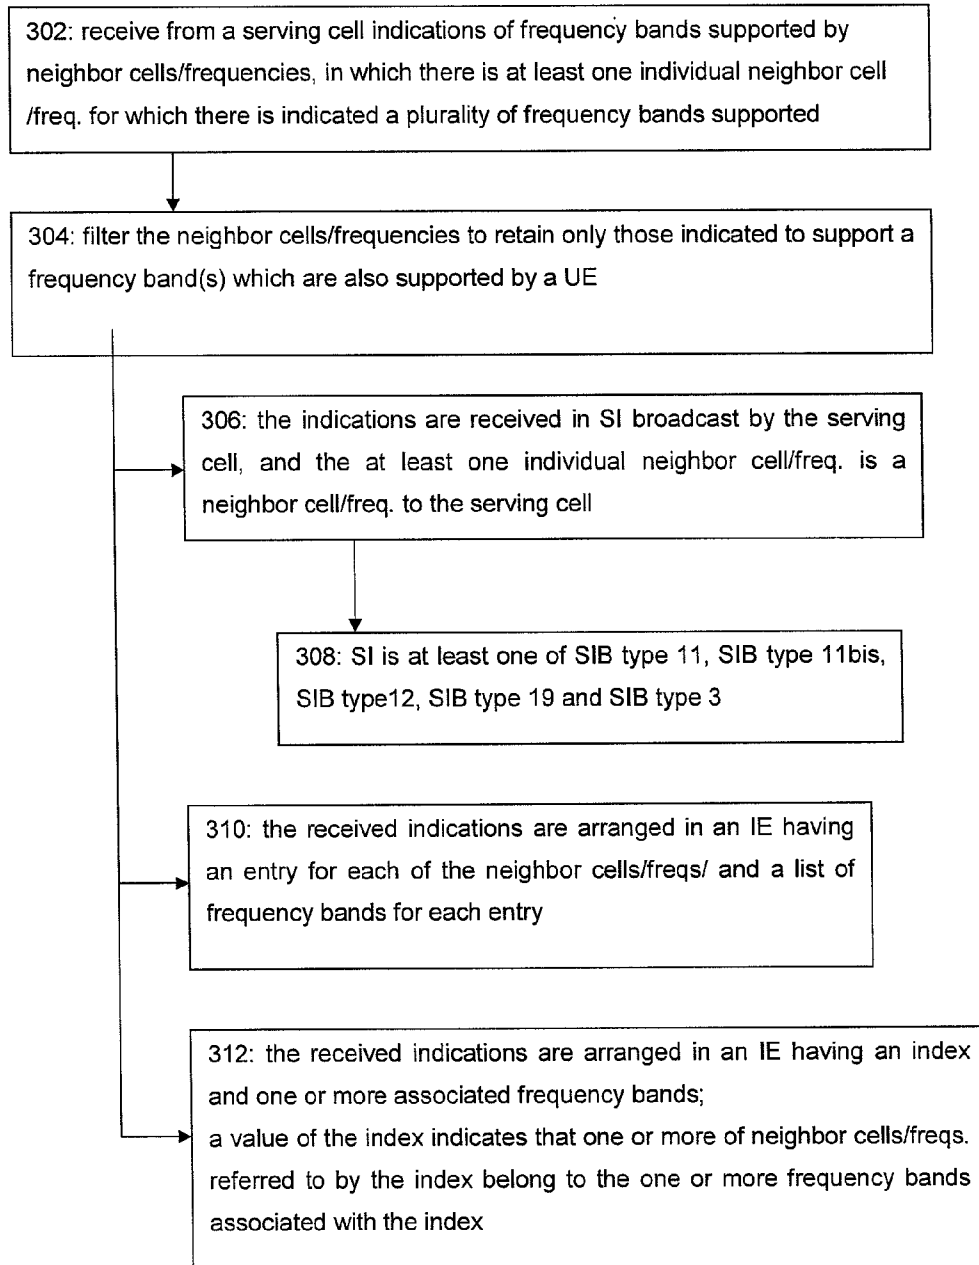 302: receive from a serving cell indications of frequency bands supported by
neighbor cells/frequencies, in which there is at least one individual neighbor cell
/freq. for which there is indicated a plurality of frequency bands supported
304: filter the neighbor cells/frequencies to retain only those indicated to support a
frequency band(s) which are also supported by a UE
306: the indications are received in SI broadcast by the serving
cell, and the at least one individual neighbor cell/freq. is a
neighbor cell/freq. to the serving cell
308: SI is at least one of SIB type 11, SIB type 11bis,
SIB type12, SIB type 19 and SIB type 3
310: the received indications are arranged in an IE having
an entry for each of the neighbor cells/freqs/ and a list of
frequency bands for each entry
312: the received indications are arranged in an IE having an index
and one or more associated frequency bands;
a value of the index indicates that one or more of neighbor cells/freqs.
referred to by the index belong to the one or more frequency bands
associated with the index